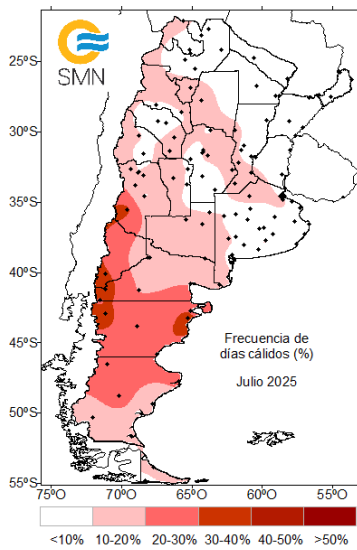 SMN
25°S
30°S
35°S
40°S
45°S
50°S
55°S
Frecuencia de
días cálidos (%)
Julio 2025
75°O 70°O 65°O 60°O 55°O
<10% 10-20% 20-30% 30-40% 40-50% >50%